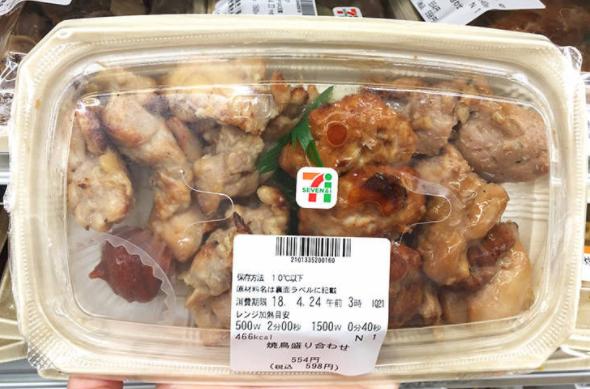 7
SEVEN&i
2101335200160
保存方法 10℃以下
原材料名は裏面ラベルに記載
消費期限 18. 4.24 午前 3時 1Q21
レンジ加熱目安
500W 2分00秒 1500W 0分40秒
466kcal N 1
焼鳥盛り合わせ
554円
(税込 598円)